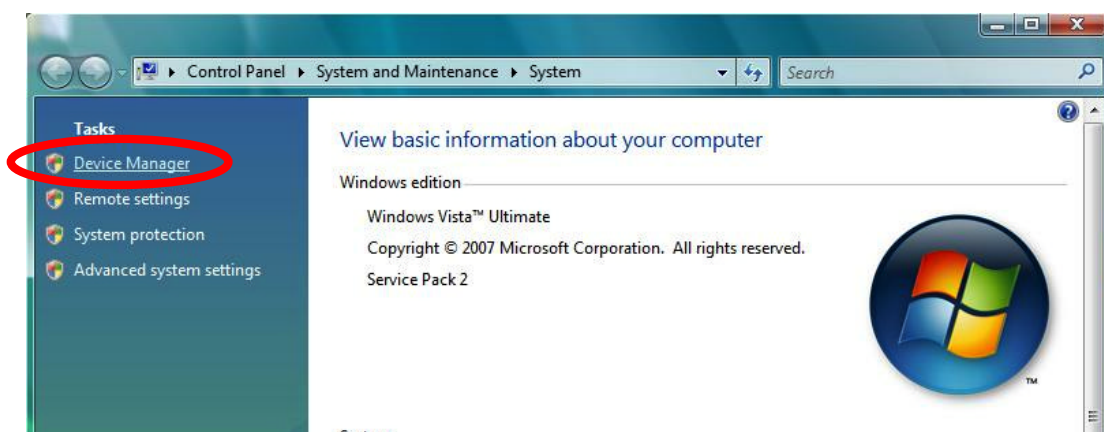 Control Panel ▸ System and Maintenance ▸ System
Search
Tasks
Device Manager
Remote settings
System protection
Advanced system settings
View basic information about your computer
Windows edition
Windows Vista™ Ultimate
Copyright © 2007 Microsoft Corporation. All rights reserved.
Service Pack 2
TM